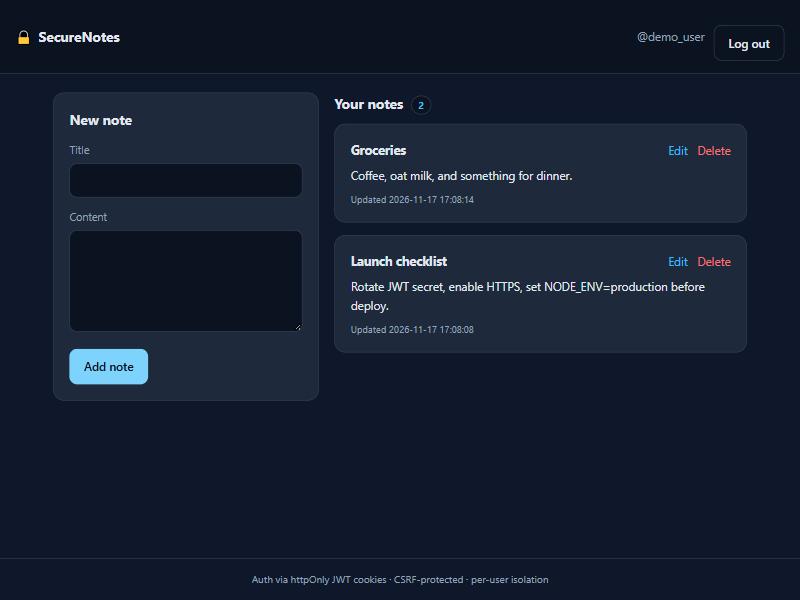 SecureNotes
@demo_user
Log out
New note
Title
Content
Add note
Your notes 2
Groceries
Edit Delete
Coffee, oat milk, and something for dinner.
Updated 2026-11-17 17:08:14
Launch checklist
Edit Delete
Rotate JWT secret, enable HTTPS, set NODE_ENV=production before
deploy.
Updated 2026-11-17 17:08:08
Auth via httpOnly JWT cookies · CSRF-protected · per-user isolation